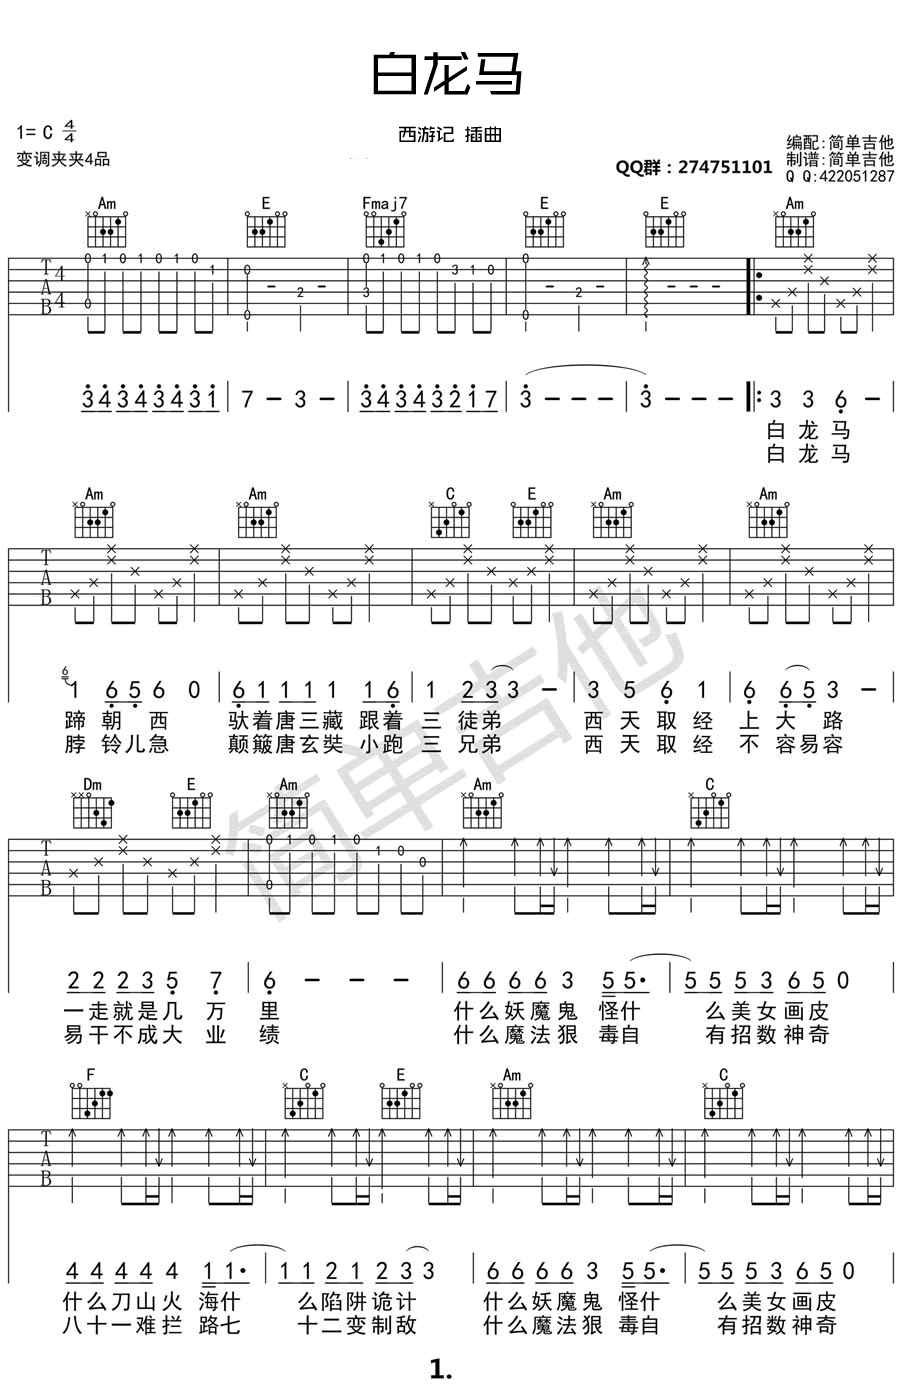 白龙马
1= C 4/4
西游记 插曲
编配:简单吉他
变调夹夹4品
QQ群：274751101
制谱:简单吉他
Q Q:422051287
Am E Fmaj7 E E Am
3 4 3 4 3 4 3 1 7 - 3 - 3 4 3 4 3 2 1 7 3 - - - 3 - - - 3 3 6 -
白 龙 马
白 龙 马
Am Am C E Am Am
6 1 6 5 6 0 6 1 1 1 1 1 6 1 2 3 3 - 3 5 6 1 6 6 5 3 -
蹄 朝 西 驮着唐三藏 跟着 三 徒弟 西 天 取 经 上 大 路
脖 铃儿急 颠簸唐玄奘 小跑 三 兄弟 西 天 取 经 不 容易容
Dm E Am Am C
0 1 0 1 0 1 0 0 0
2 2 2 3 5 7 6 - - - 6 6 6 6 3 5 5· 5 5 5 3 6 5 0
一走就是几 万 里 什么妖魔鬼 怪什 么美女画皮
易干不成大 业 绩 什么魔法狠 毒自 有招数神奇
F C E Am C
4 4 4 4 4 1 1· 1 1 2 1 2 3 3 6 6 6 6 3 5 5· 5 5 5 3 6 5 0
什么刀山火 海什 么陷阱诡计 什么妖魔鬼 怪什 么美女画皮
八十一难拦 路七 十二变制敌 什么魔法狠 毒自 有招数神奇
简单吉他
1.